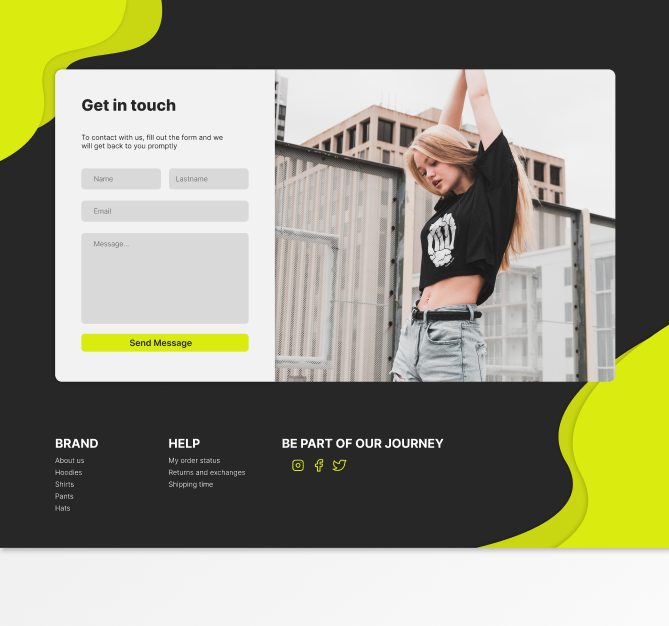 Get in touch
To contact with us, fill out the form and we
will get back to you promptly
Name
Lastname
Email
Message...
Send Message
BRAND
About us
Hoodies
Shirts
Pants
Hats
HELP
My order status
Returns and exchanges
Shipping time
BE PART OF OUR JOURNEY